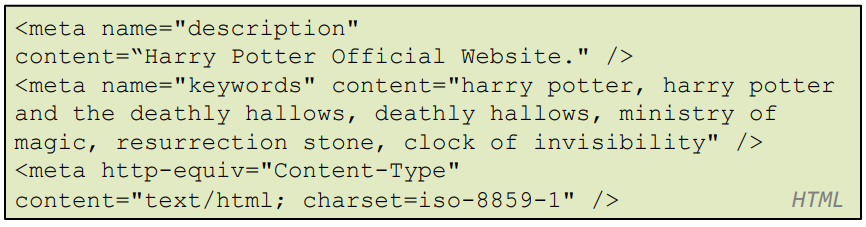 <meta name="description"
content=“Harry Potter Official Website." />
<meta name="keywords" content="harry potter, harry potter
and the deathly hallows, deathly hallows, ministry of
magic, resurrection stone, clock of invisibility" />
<meta http-equiv="Content-Type"
content="text/html; charset=iso-8859-1" />
HTML